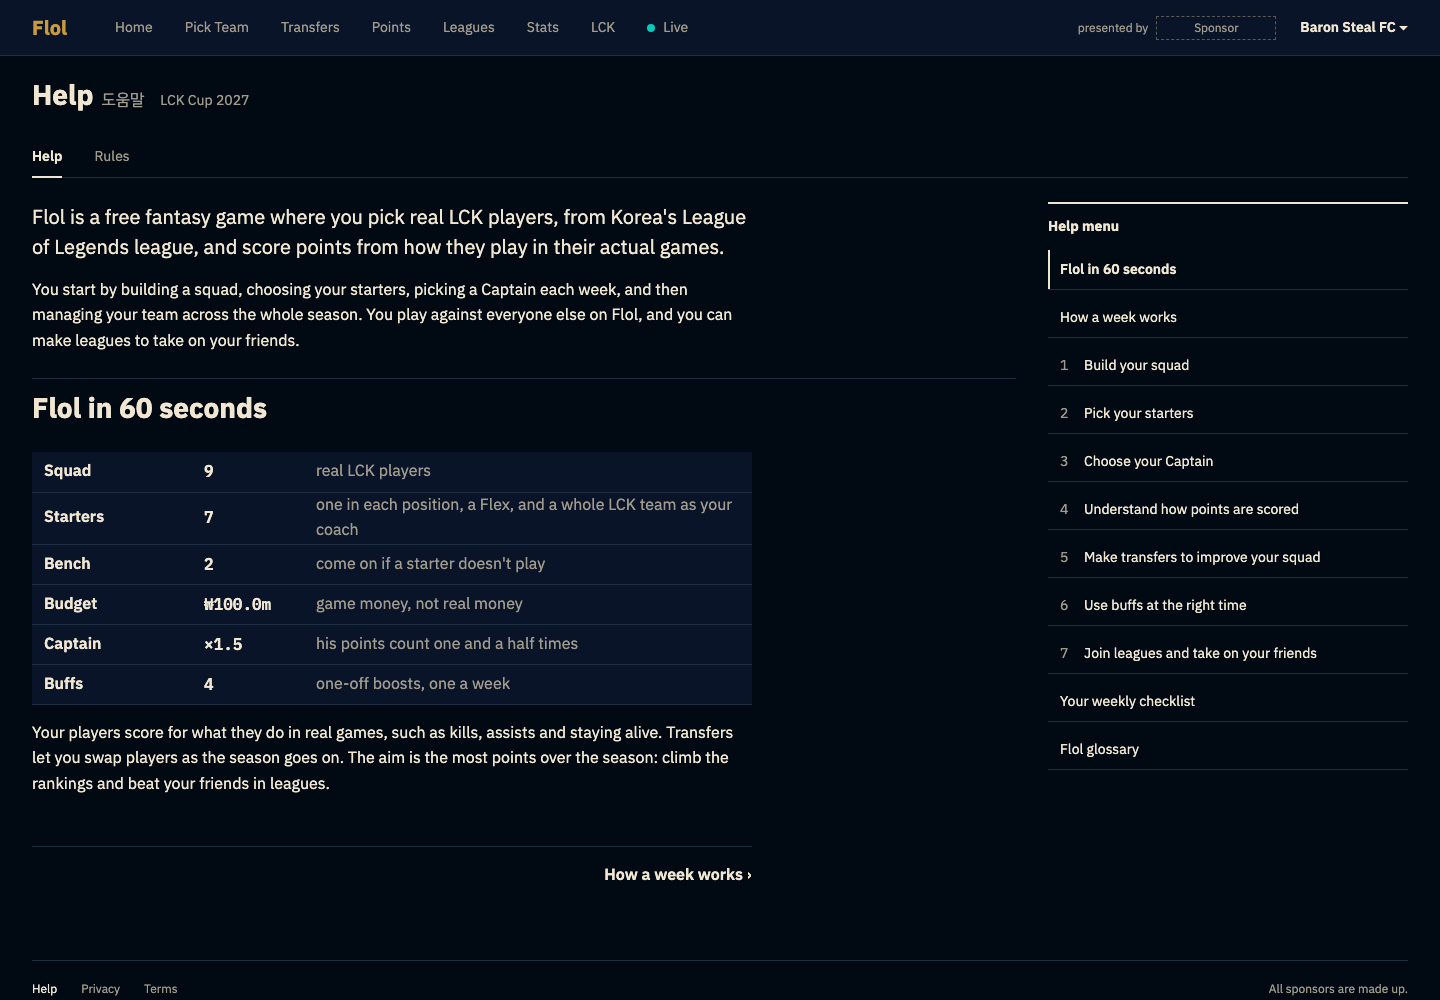 Flol
Home
Pick Team
Transfers
Points
Leagues
Stats
LCK
Live
presented by
Sponsor
Baron Steal FC
Help 도움말 LCK Cup 2027
Help
Rules
Flol is a free fantasy game where you pick real LCK players, from Korea's League
of Legends league, and score points from how they play in their actual games.
You start by building a squad, choosing your starters, picking a Captain each week, and then
managing your team across the whole season. You play against everyone else on Flol, and you can
make leagues to take on your friends.
Flol in 60 seconds
Squad 9 real LCK players
Starters 7 one in each position, a Flex, and a whole LCK team as your
coach
Bench 2 come on if a starter doesn't play
Budget ₩100.0m game money, not real money
Captain ×1.5 his points count one and a half times
Buffs 4 one-off boosts, one a week
Your players score for what they do in real games, such as kills, assists and staying alive. Transfers
let you swap players as the season goes on. The aim is the most points over the season: climb the
rankings and beat your friends in leagues.
How a week works ›
Help menu
Flol in 60 seconds
How a week works
1 Build your squad
2 Pick your starters
3 Choose your Captain
4 Understand how points are scored
5 Make transfers to improve your squad
6 Use buffs at the right time
7 Join leagues and take on your friends
Your weekly checklist
Flol glossary
Help
Privacy
Terms
All sponsors are made up.